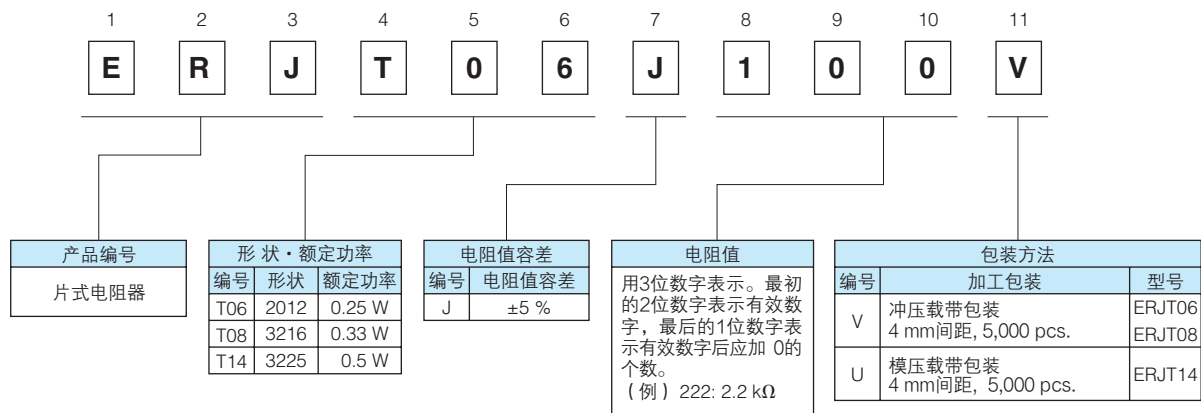 1 2 3 4 5 6 7 8 9 10 11
E R J T 0 6 J 1 0 0 V
产品编号
片式电阻器
形 状・额定功率
编号 形状 额定功率
T06 2012 0.25 W
T08 3216 0.33 W
T14 3225 0.5 W
电阻值容差
编号 电阻值容差
J ±5 %
电阻值
用3位数字表示。最初
的2位数字表示有效数
字，最后的1位数字表
示有效数字后应加 0的
个数。
（例）222: 2.2 kΩ
包装方法
编号 加工包装 型号
V 冲压载带包装 ERJT06
4 mm间距, 5,000 pcs. ERJT08
U 模压载带包装 ERJT14
4 mm间距, 5,000 pcs.